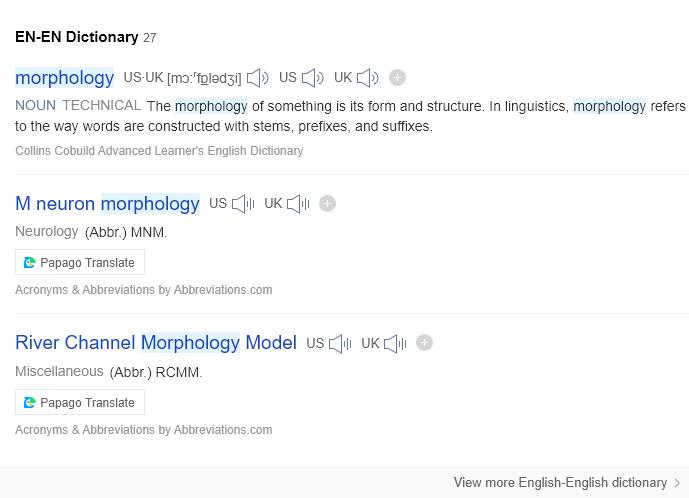 EN-EN Dictionary 27
morphology US·UK [mɔːˈfɒlədʒi] US UK
NOUN TECHNICAL The morphology of something is its form and structure. In linguistics, morphology refers
to the way words are constructed with stems, prefixes, and suffixes.
Collins Cobuild Advanced Learner's English Dictionary
M neuron morphology US UK
Neurology (Abbr.) MNM.
Papago Translate
Acronyms & Abbreviations by Abbreviations.com
River Channel Morphology Model US UK
Miscellaneous (Abbr.) RCMM.
Papago Translate
Acronyms & Abbreviations by Abbreviations.com
View more English-English dictionary